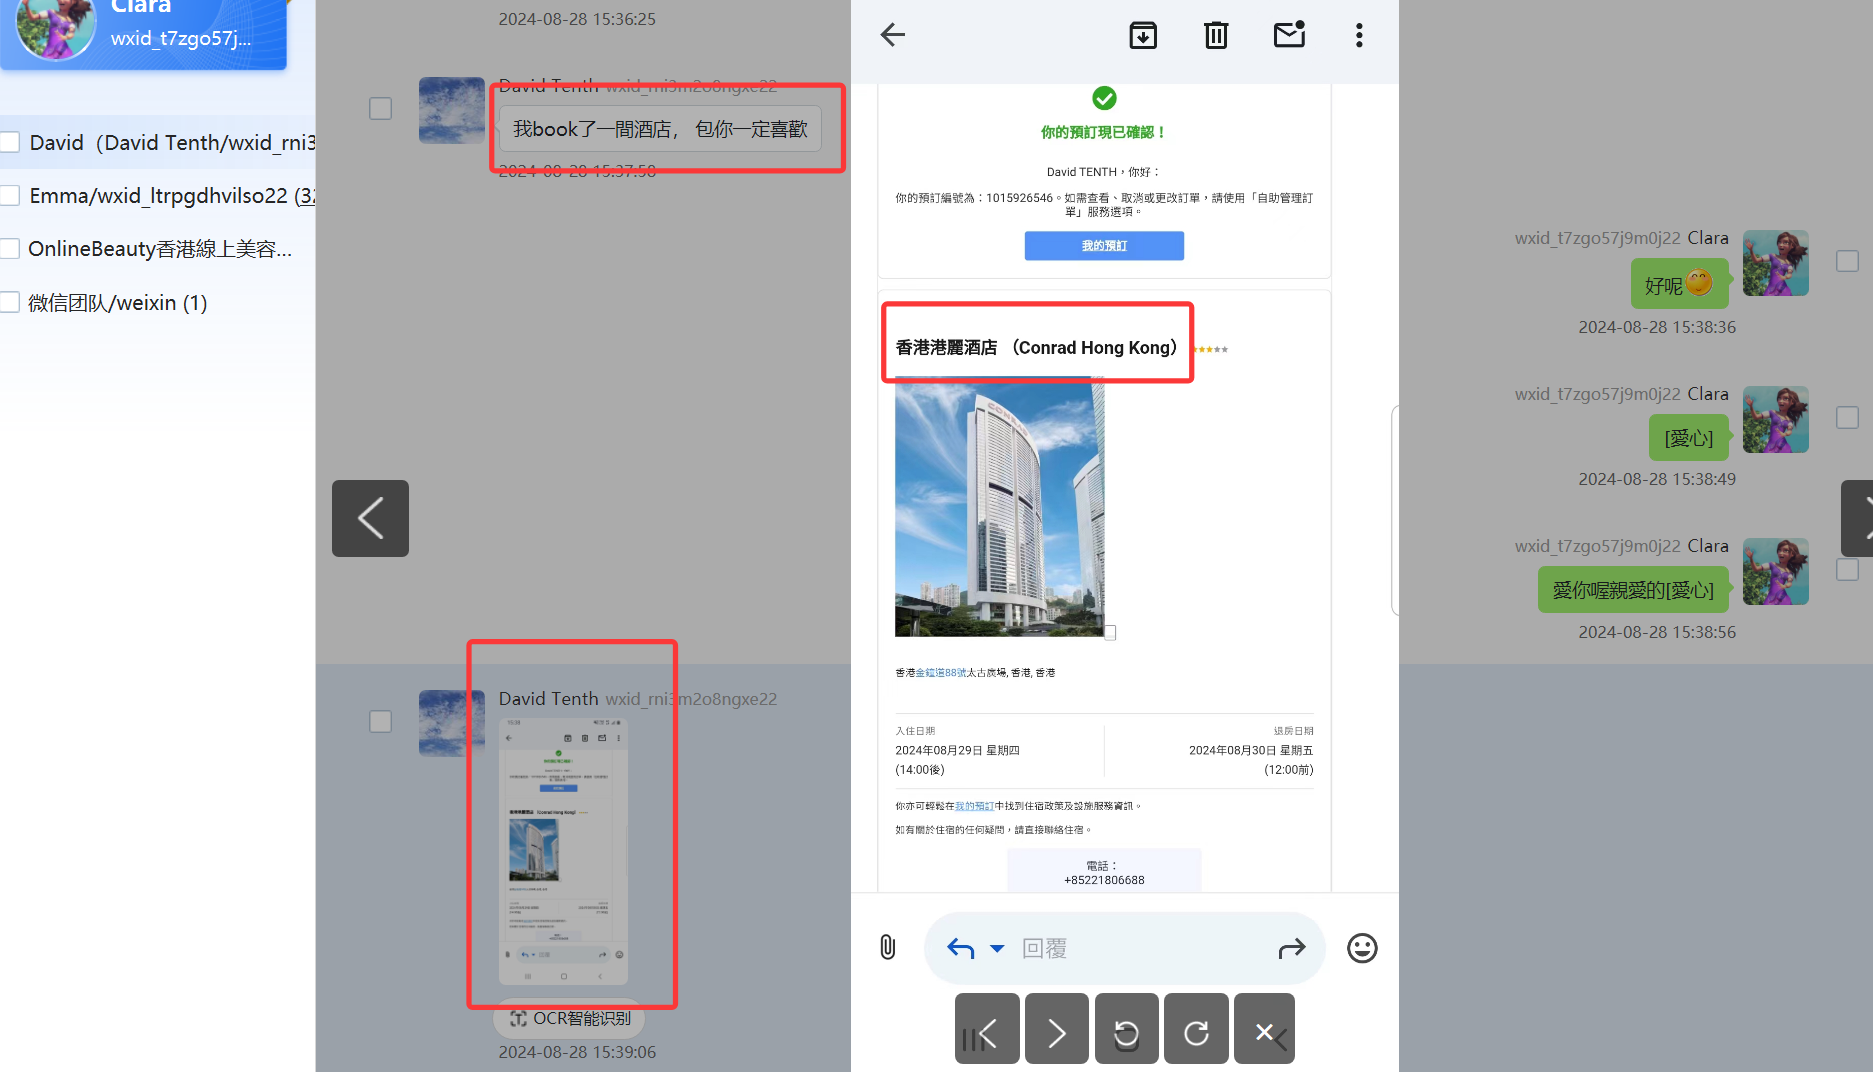 Clara
wxid_t7zgo57j...
David（David Tenth/wxid_rni3
Emma/wxid_ltrpgdhvilso22 (32
OnlineBeauty香港線上美容...
微信团队/weixin (1)
2024-08-28 15:36:25
David Tenth wxid_rni3m2o8ngxe22
我book了一間酒店， 包你一定喜歡
2024-08-28 15:37:58
wxid_t7zgo57j9m0j22 Clara
好呢
2024-08-28 15:38:36
wxid_t7zgo57j9m0j22 Clara
[愛心]
2024-08-28 15:38:49
wxid_t7zgo57j9m0j22 Clara
愛你喔親愛的[愛心]
2024-08-28 15:38:56
David Tenth wxid_rni3m2o8ngxe22
OCR智能识别
2024-08-28 15:39:06
你的預訂現已確認！
David TENTH，你好：
你的預訂編號為：1015926546。如需查看、取消或更改訂單，請使用「自助管理訂
單」服務選項。
我的預訂
香港港麗酒店 （Conrad Hong Kong）
CONRAD
香港金鐘道88號太古廣場, 香港, 香港
入住日期
2024年08月29日 星期四
(14:00後)
退房日期
2024年08月30日 星期五
(12:00前)
你亦可輕鬆在我的預訂中找到住宿政策及設施服務資訊。
如有關於住宿的任何疑問，請直接聯絡住宿。
電話：
+85221806688
回覆